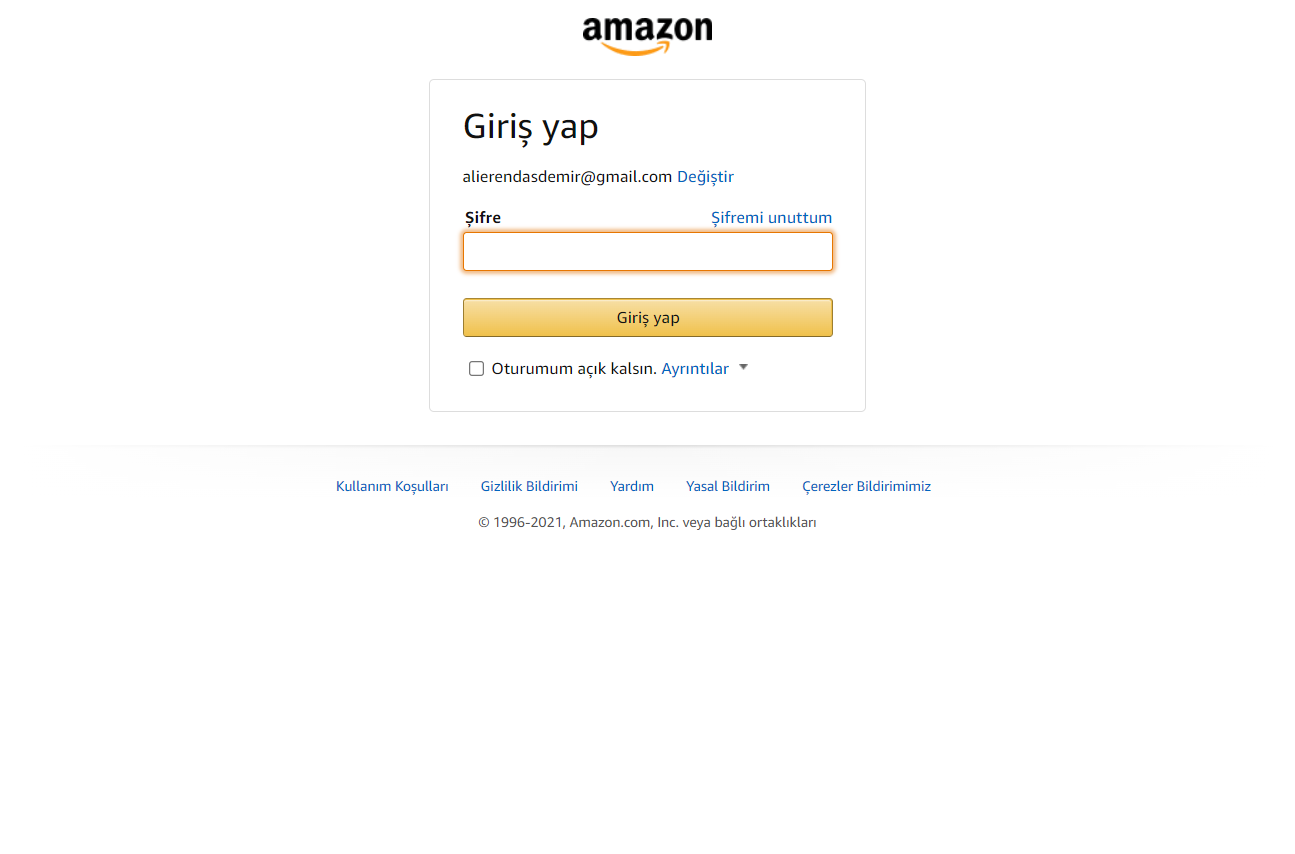 amazon
Giriş yap
alierendasdemir@gmail.com Değiştir
Şifre Şifremi unuttum
Giriş yap
Oturumum açık kalsın. Ayrıntılar
Kullanım Koşulları Gizlilik Bildirimi Yardım Yasal Bildirim Çerezler Bildirimimiz
© 1996-2021, Amazon.com, Inc. veya bağlı ortaklıkları